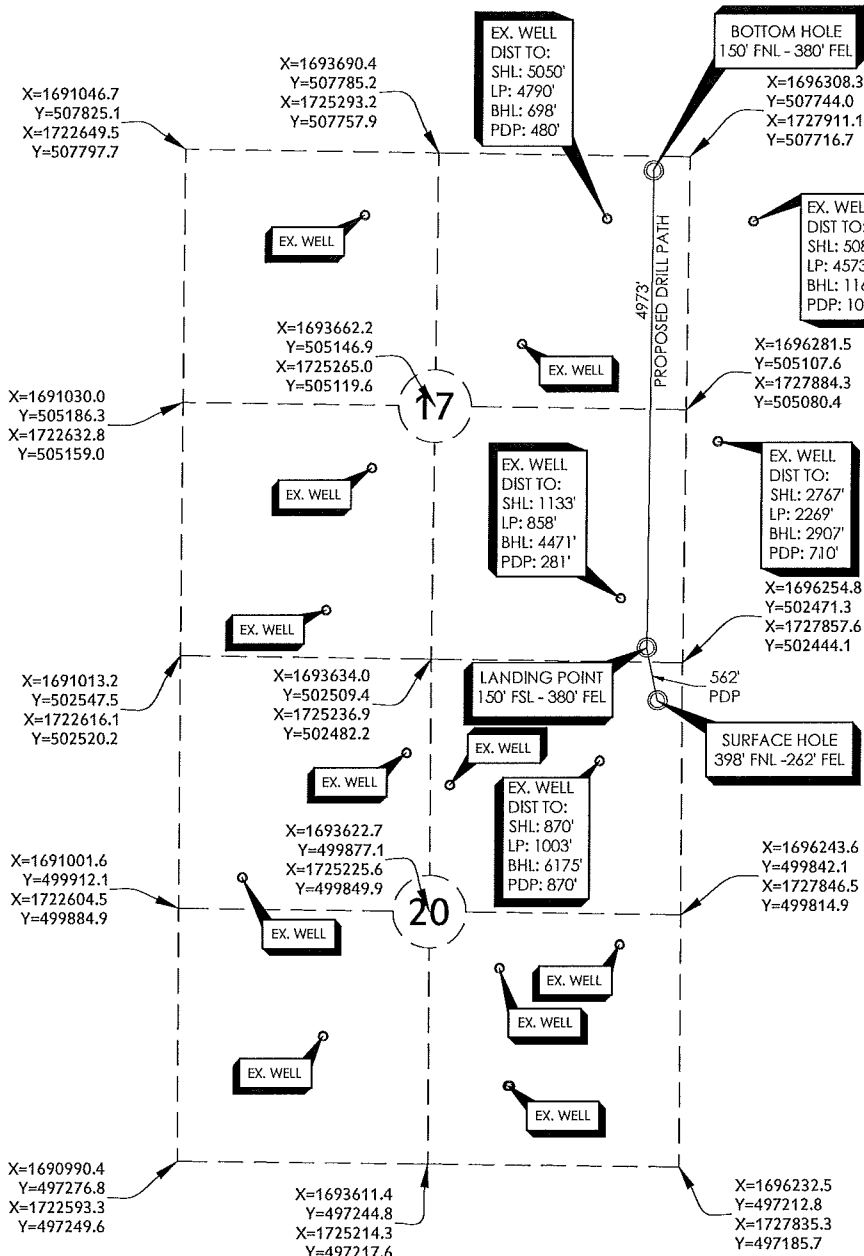 EX. WELL
DIST TO:
SHL: 5050'
LP: 4790'
BHL: 698'
PDP: 480'
BOTTOM HOLE
150' FNL - 380' FEL
X=1691046.7
Y=507825.1
X=1722649.5
Y=507797.7
X=1693690.4
Y=507785.2
X=1725293.2
Y=507757.9
X=1696308.3
Y=507744.0
X=1727911.1
Y=507716.7
EX. WELL
EX. WEL
DIST TO:
SHL: 508
LP: 4573
BHL: 116
PDP: 10
4973'
PROPOSED DRILL PATH
X=1693662.2
Y=505146.9
X=1725265.0
Y=505119.6
EX. WELL
X=1696281.5
Y=505107.6
X=1727884.3
Y=505080.4
X=1691030.0
Y=505186.3
X=1722632.8
Y=505159.0
17
EX. WELL
EX. WELL
DIST TO:
SHL: 1133'
LP: 858'
BHL: 4471'
PDP: 281'
EX. WELL
DIST TO:
SHL: 2767'
LP: 2269'
BHL: 2907'
PDP: 710'
EX. WELL
X=1696254.8
Y=502471.3
X=1727857.6
Y=502444.1
X=1691013.2
Y=502547.5
X=1722616.1
Y=502520.2
X=1693634.0
Y=502509.4
X=1725236.9
Y=502482.2
LANDING POINT
150' FSL - 380' FEL
562'
PDP
SURFACE HOLE
398' FNL -262' FEL
EX. WELL
EX. WELL
EX. WELL
DIST TO:
SHL: 870'
LP: 1003'
BHL: 6175'
PDP: 870'
X=1693622.7
Y=499877.1
X=1725225.6
Y=499849.9
X=1691001.6
Y=499912.1
X=1722604.5
Y=499884.9
X=1696243.6
Y=499842.1
X=1727846.5
Y=499814.9
20
EX. WELL
EX. WELL
EX. WELL
EX. WELL
EX. WELL
X=1690990.4
Y=497276.8
X=1722593.3
Y=497249.6
X=1693611.4
Y=497244.8
X=1725214.3
Y=497217.6
X=1696232.5
Y=497212.8
X=1727835.3
Y=497185.7